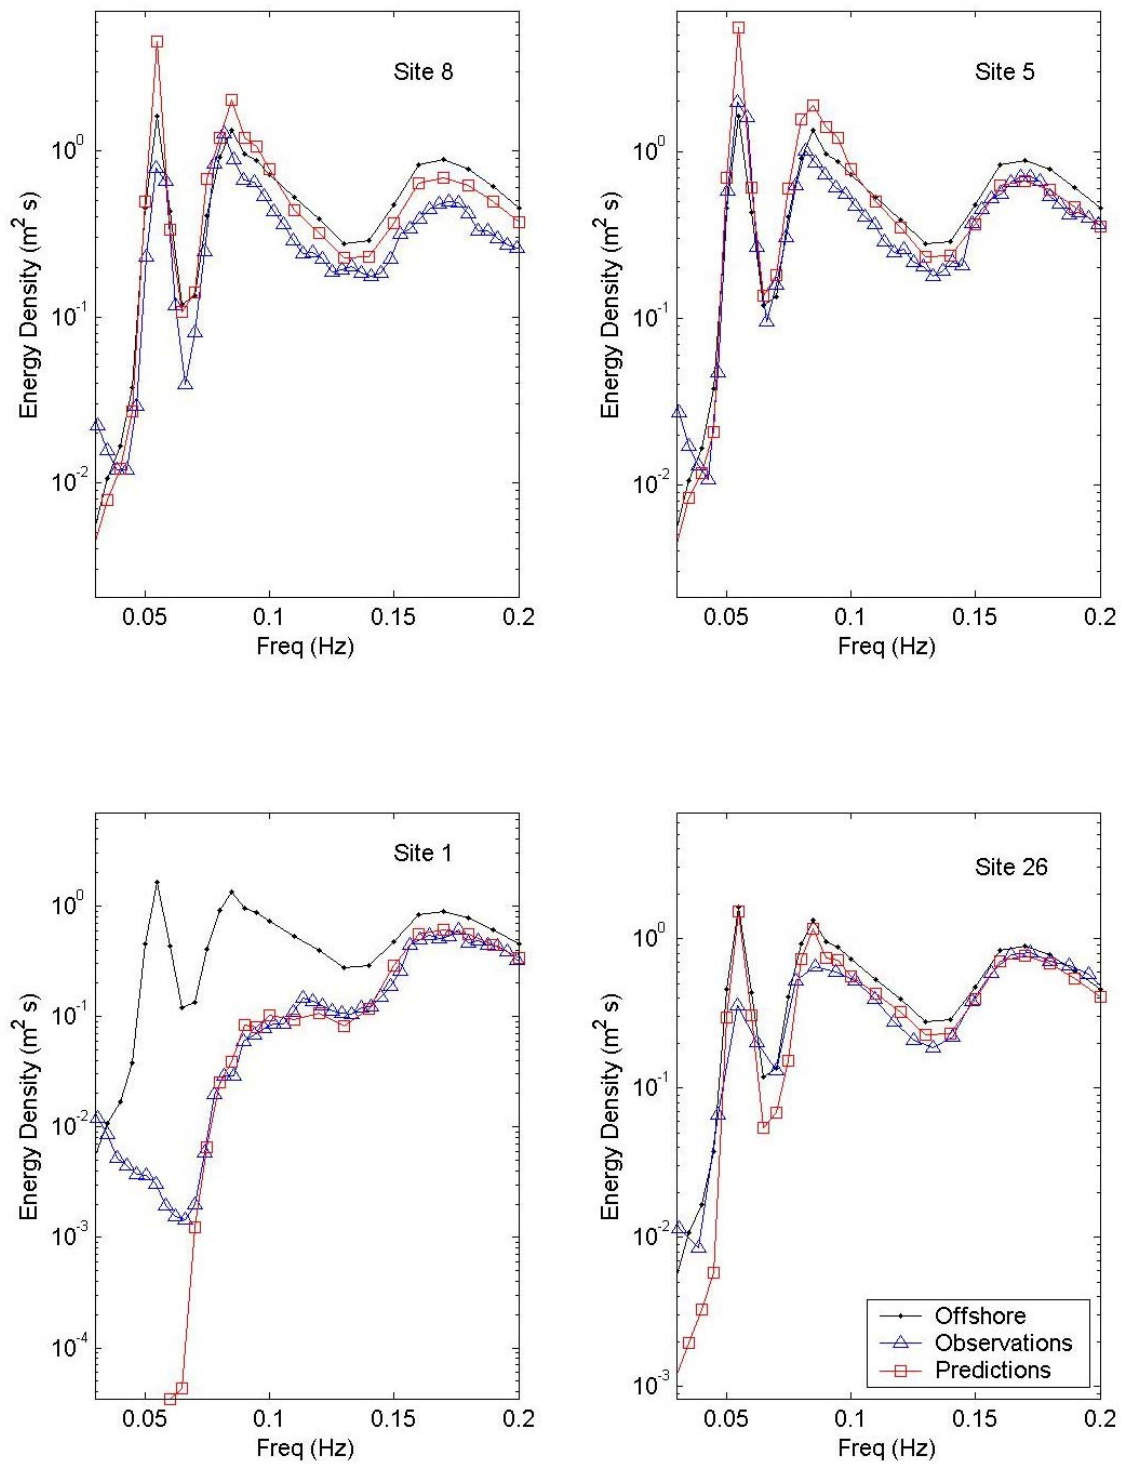 Site 8
10^0
10^-1
10^-2
Energy Density (m^2 s)
0.05 0.1 0.15 0.2
Freq (Hz)
Site 5
10^0
10^-1
10^-2
Energy Density (m^2 s)
0.05 0.1 0.15 0.2
Freq (Hz)
Site 1
10^0
10^-1
10^-2
10^-3
10^-4
Energy Density (m^2 s)
0.05 0.1 0.15 0.2
Freq (Hz)
Site 26
10^0
10^-1
10^-2
10^-3
Energy Density (m^2 s)
Offshore
Observations
Predictions
0.05 0.1 0.15 0.2
Freq (Hz)